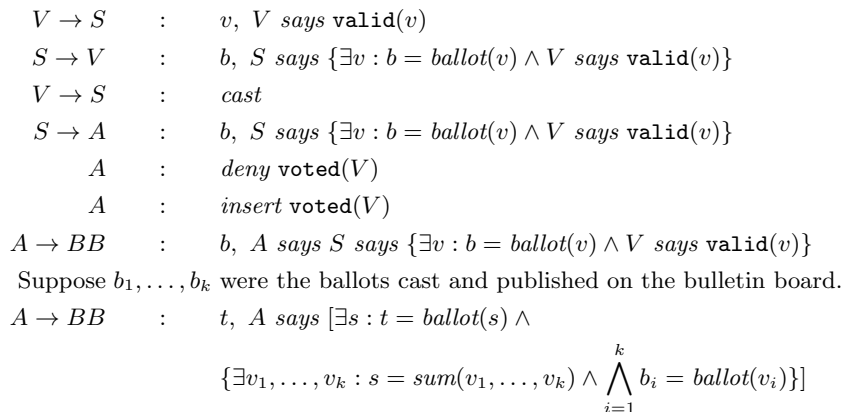 V → S : v, V says valid(v)
S → V : b, S says {∃v : b = ballot(v) ∧ V says valid(v)}
V → S : cast
S → A : b, S says {∃v : b = ballot(v) ∧ V says valid(v)}
A : deny voted(V)
A : insert voted(V)
A → BB : b, A says S says {∃v : b = ballot(v) ∧ V says valid(v)}
Suppose b₁, . . . , bₖ were the ballots cast and published on the bulletin board.
A → BB : t, A says [∃s : t = ballot(s) ∧
{∃v₁, . . . , vₖ : s = sum(v₁, . . . , vₖ) ∧ ⋀ᵢ₌₁ᵏ bᵢ = ballot(vᵢ)}]